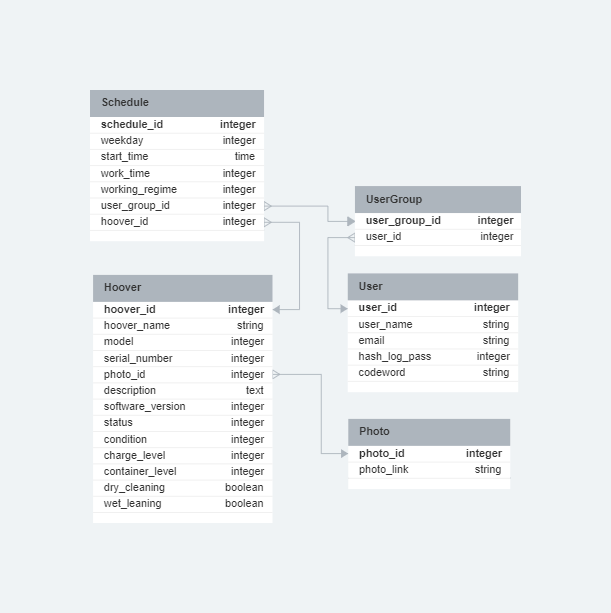 Schedule
schedule_id integer
weekday integer
start_time time
work_time integer
working_regime integer
user_group_id integer
hoover_id integer
UserGroup
user_group_id integer
user_id integer
Hoover
hoover_id integer
hoover_name string
model integer
serial_number integer
photo_id integer
description text
software_version integer
status integer
condition integer
charge_level integer
container_level integer
dry_cleaning boolean
wet_leaning boolean
User
user_id integer
user_name string
email string
hash_log_pass integer
codeword string
Photo
photo_id integer
photo_link string